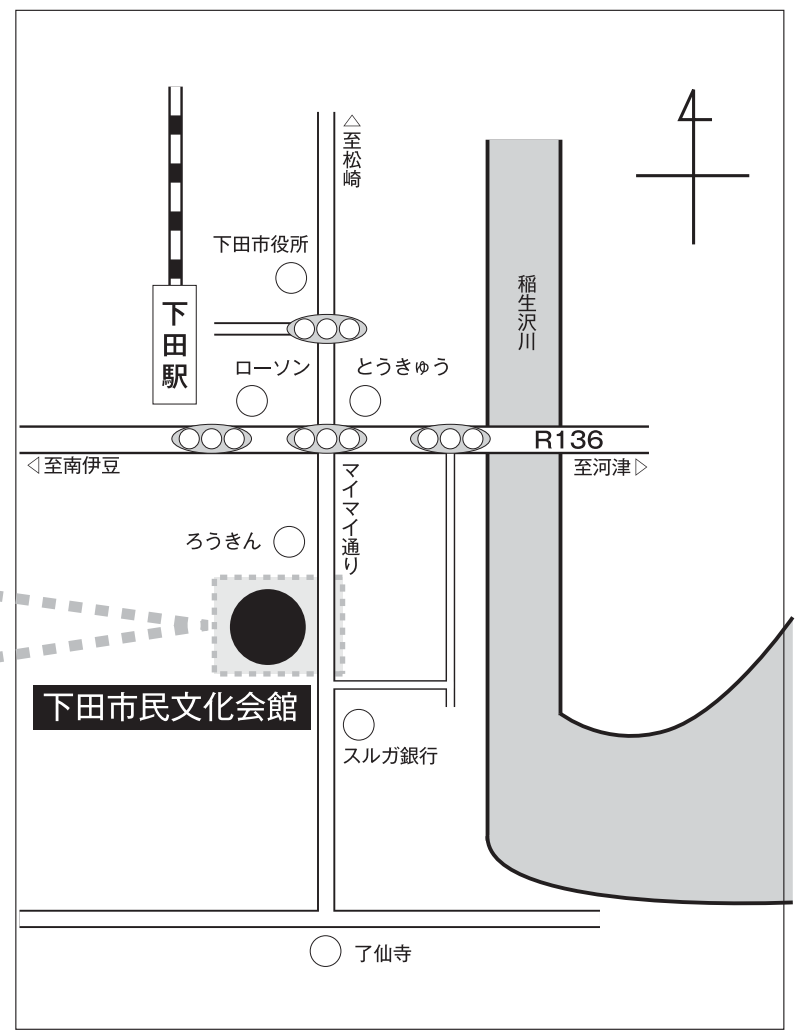 △至松崎
下田市役所
下田駅
稲生沢川
ローソン
とうきゅう
R136
◁至南伊豆
至河津▷
マイマイ通り
ろうきん
下田市民文化会館
スルガ銀行
了仙寺